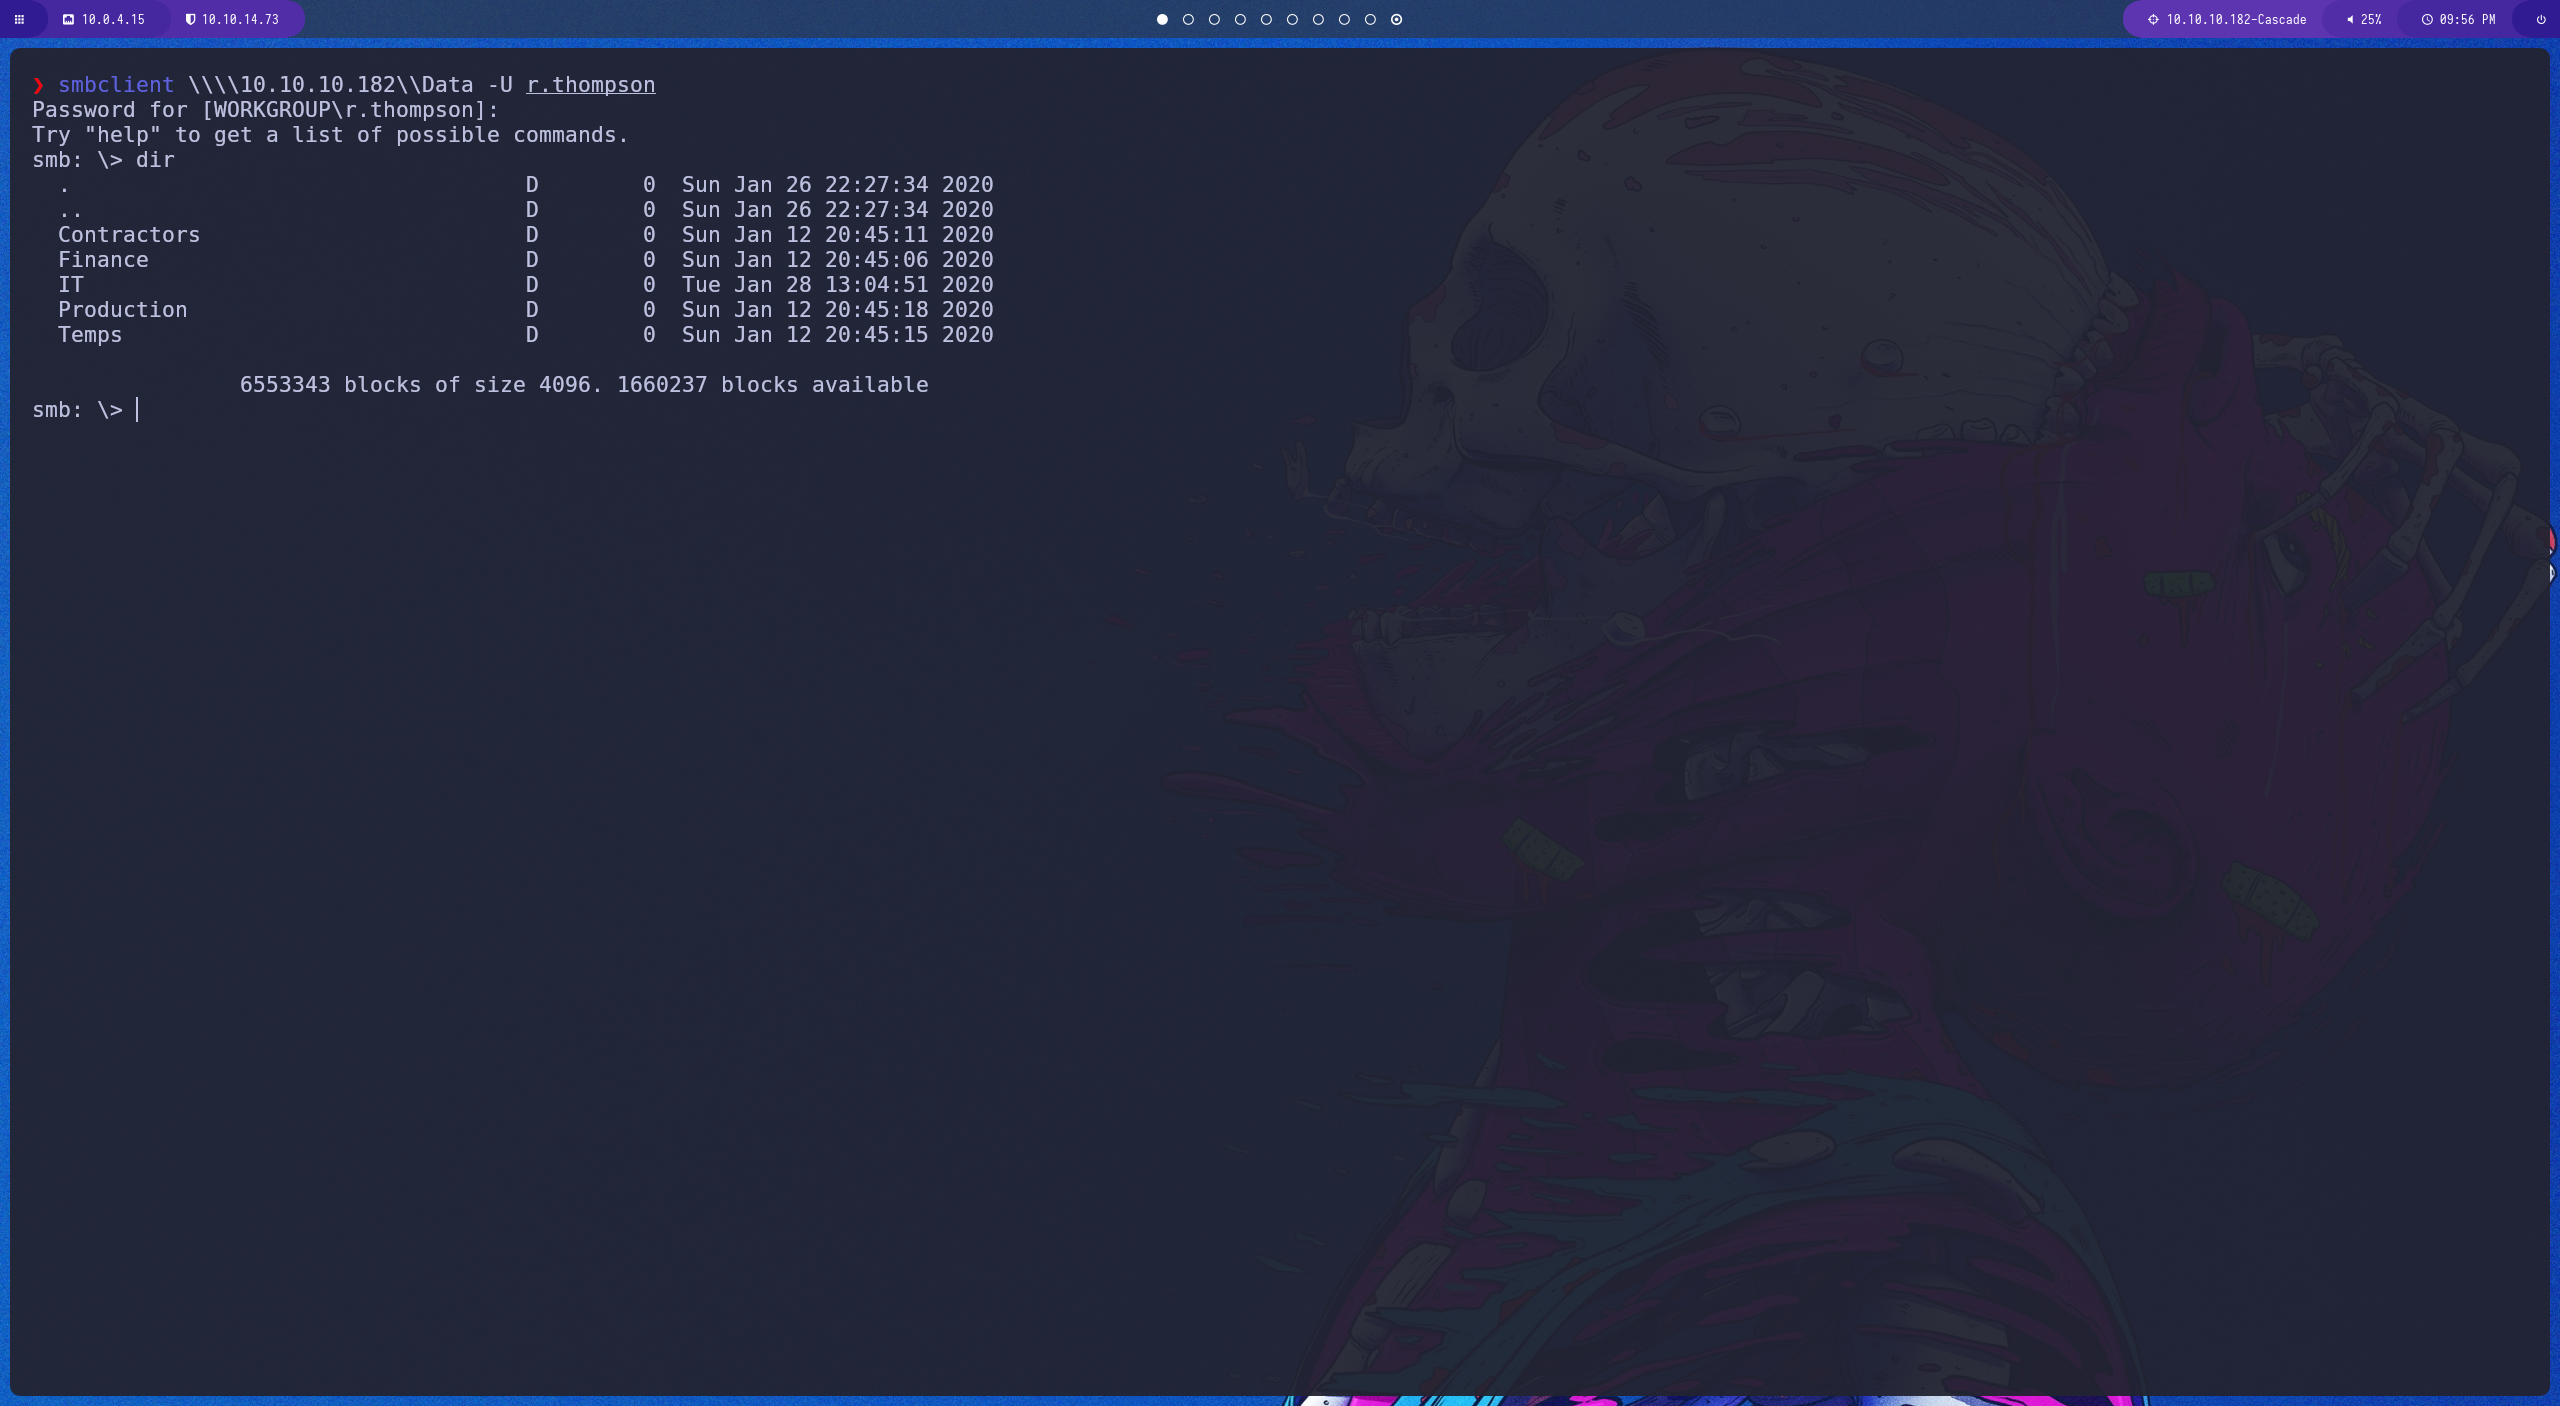 10.0.4.15 10.10.14.73 10.10.10.182-Cascade 25% 09:56 PM
❯ smbclient \\\\10.10.10.182\\Data -U r.thompson
Password for [WORKGROUP\r.thompson]:
Try "help" to get a list of possible commands.
smb: \> dir
  .                                   D        0  Sun Jan 26 22:27:34 2020
  ..                                  D        0  Sun Jan 26 22:27:34 2020
  Contractors                         D        0  Sun Jan 12 20:45:11 2020
  Finance                             D        0  Sun Jan 12 20:45:06 2020
  IT                                  D        0  Tue Jan 28 13:04:51 2020
  Production                          D        0  Sun Jan 12 20:45:18 2020
  Temps                               D        0  Sun Jan 12 20:45:15 2020
                6553343 blocks of size 4096. 1660237 blocks available
smb: \>